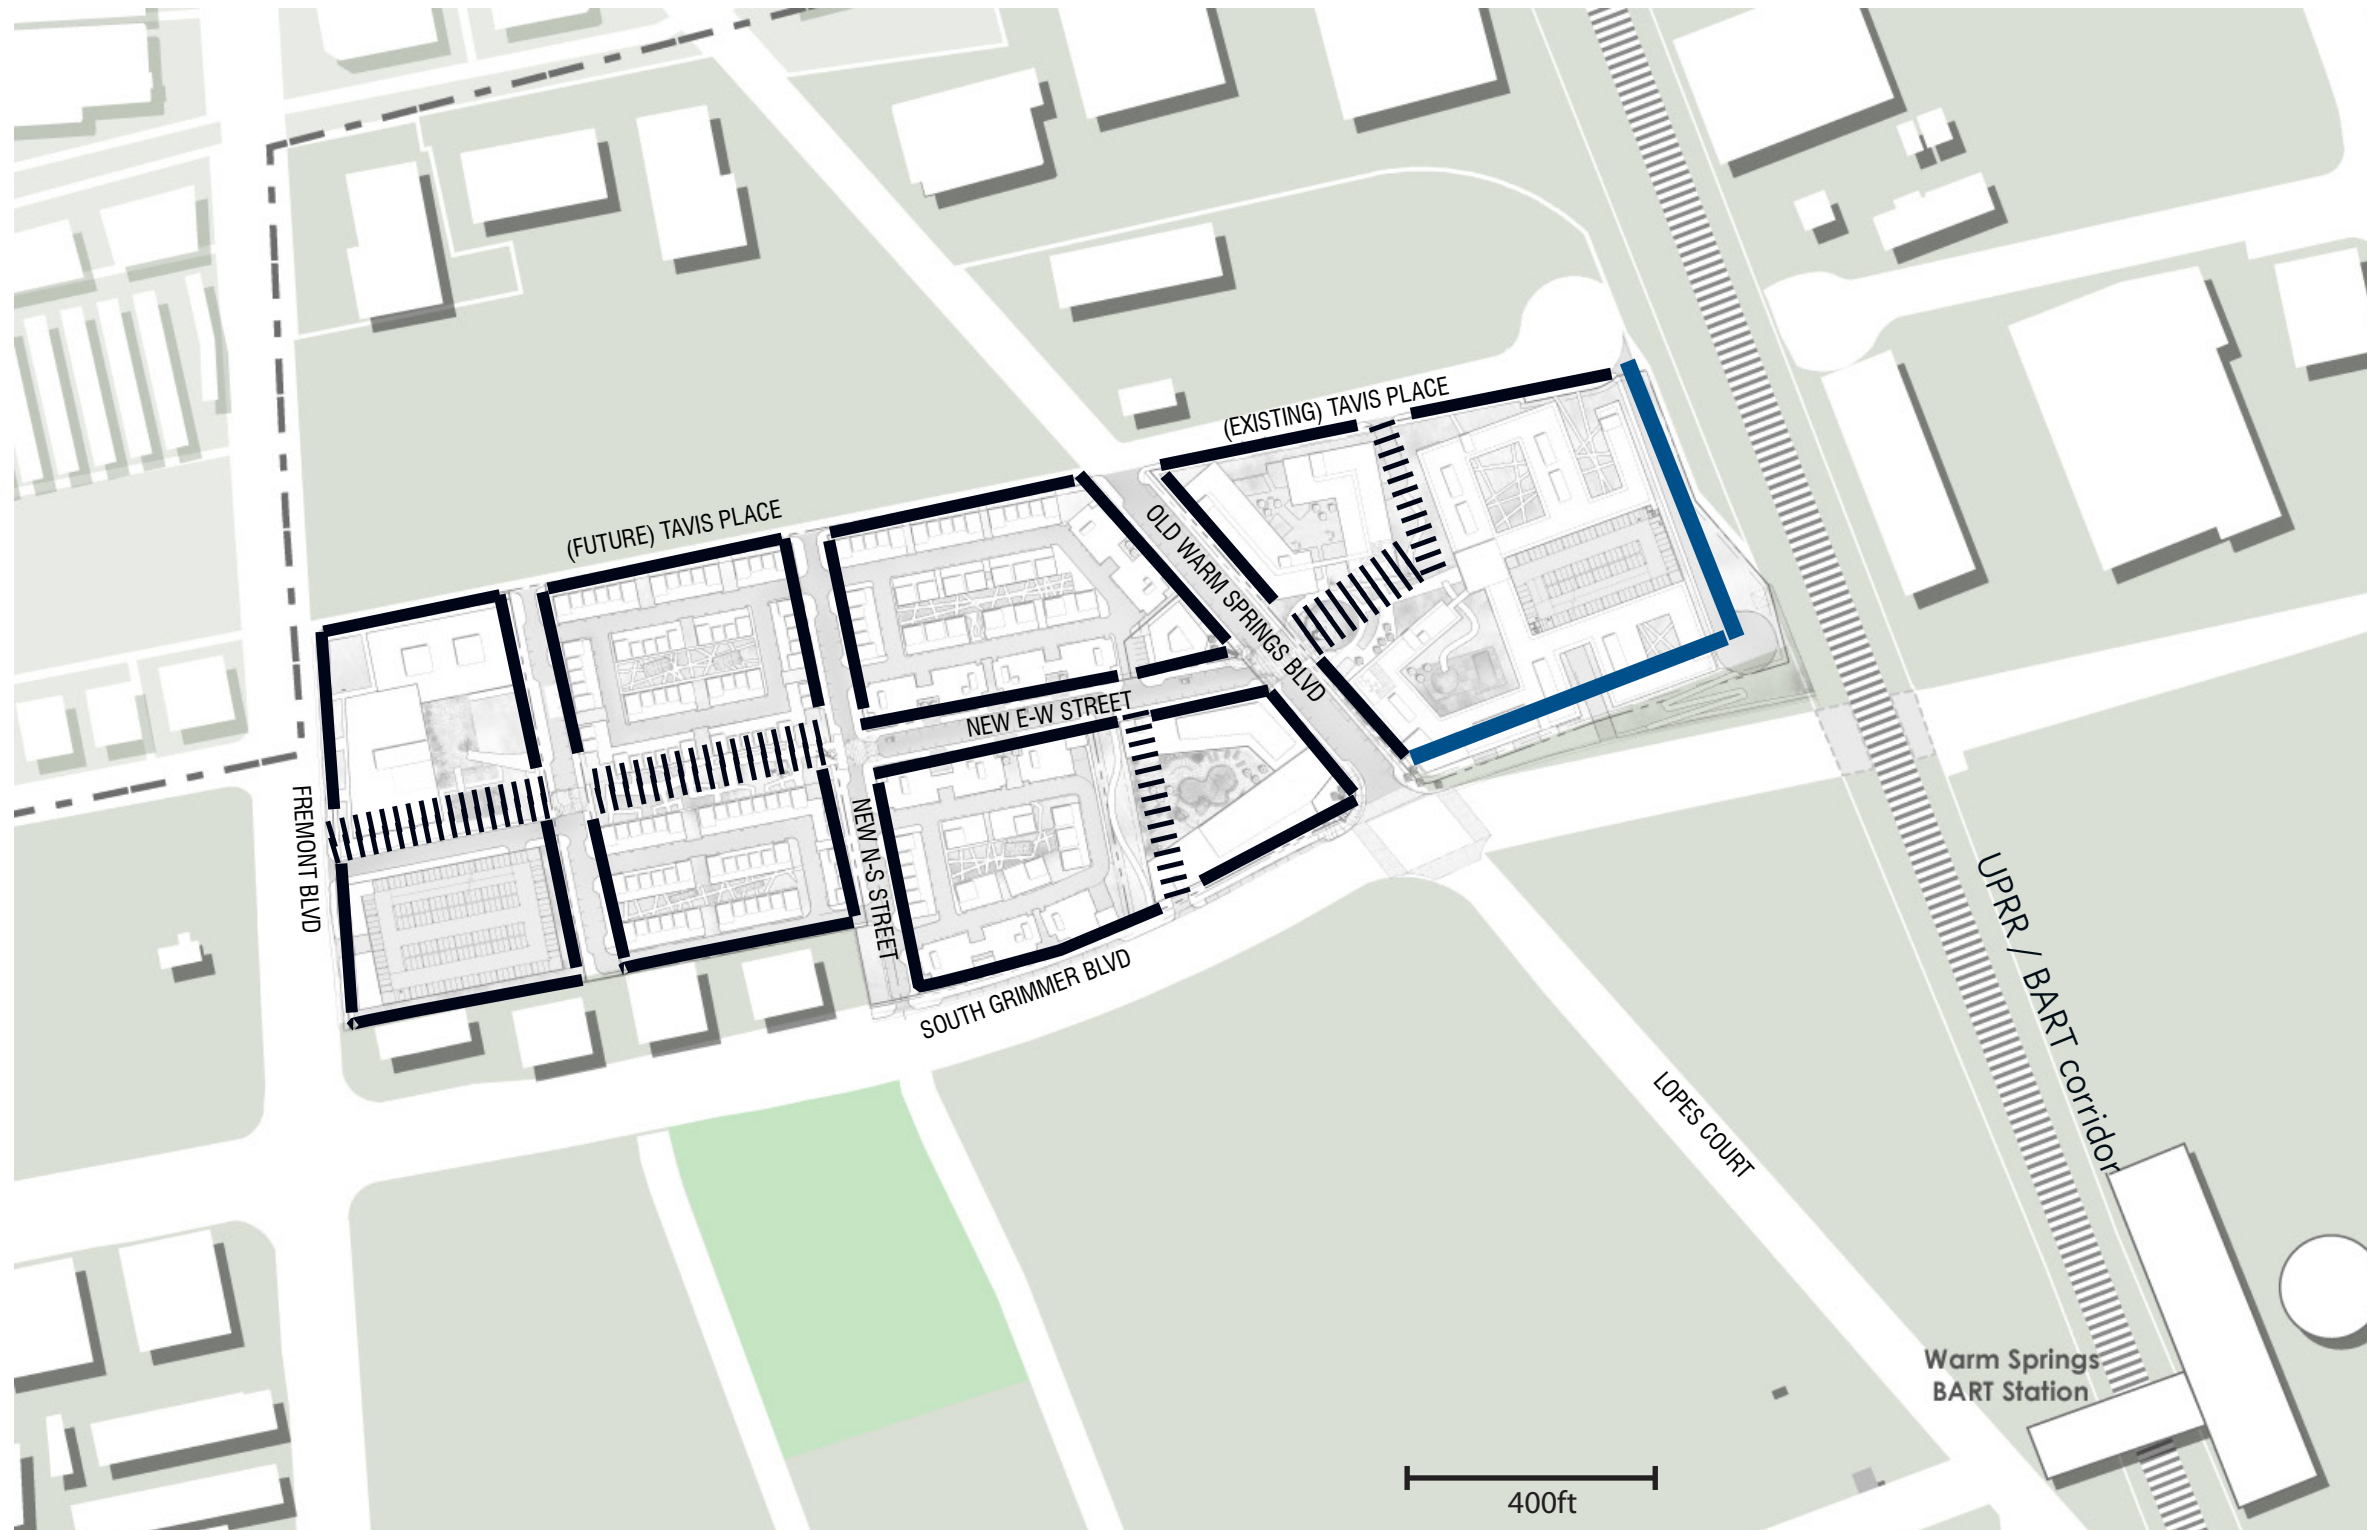 (EXISTING) TAVIS PLACE
(FUTURE) TAVIS PLACE
OLD WARM SPRINGS BLVD
NEW E-W STREET
FREMONT BLVD
NEW N-S STREET
SOUTH GRIMMER BLVD
UPRR / BART corridor
LOPES COURT
Warm Springs
BART Station
400ft